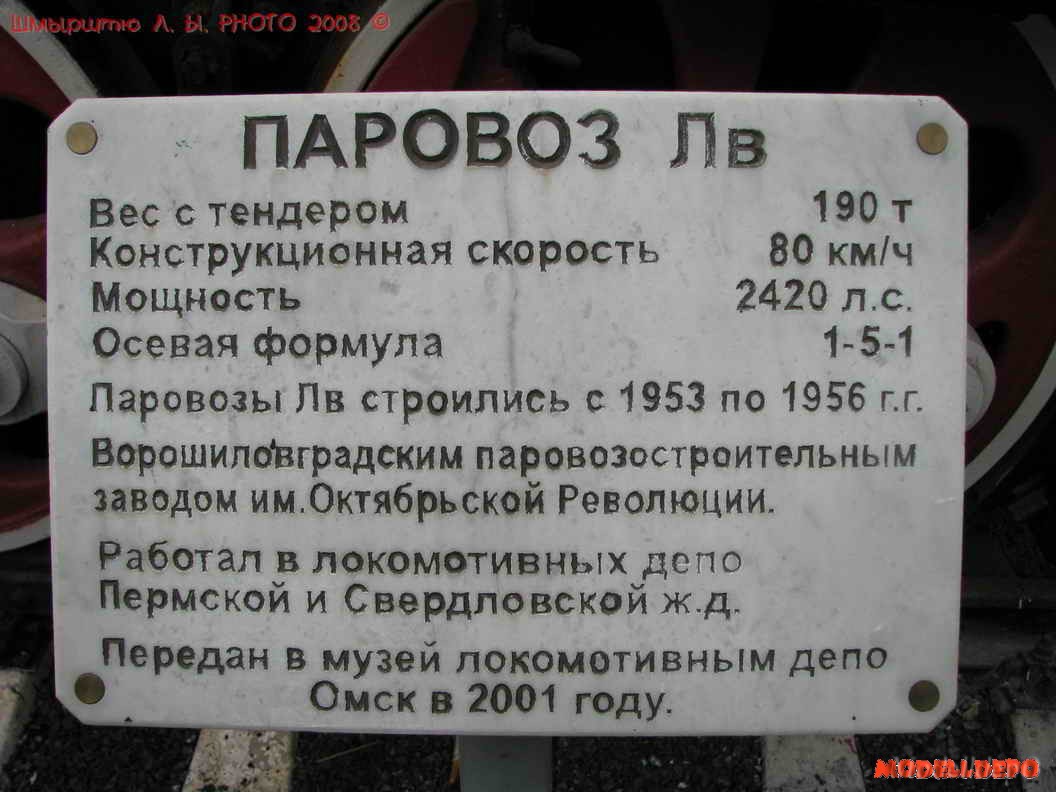 Шмырштю Л. Ы. PHOTO 2008 ©
ПАРОВОЗ Лв
Вес с тендером 190 т
Конструкционная скорость 80 км/ч
Мощность 2420 л.с.
Осевая формула 1-5-1
Паровозы Лв строились с 1953 по 1956 г.г.
Ворошиловградским паровозостроительным
заводом им.Октябрьской Революции.
Работал в локомотивных депо
Пермской и Свердловской ж.д.
Передан в музей локомотивным депо
Омск в 2001 году.